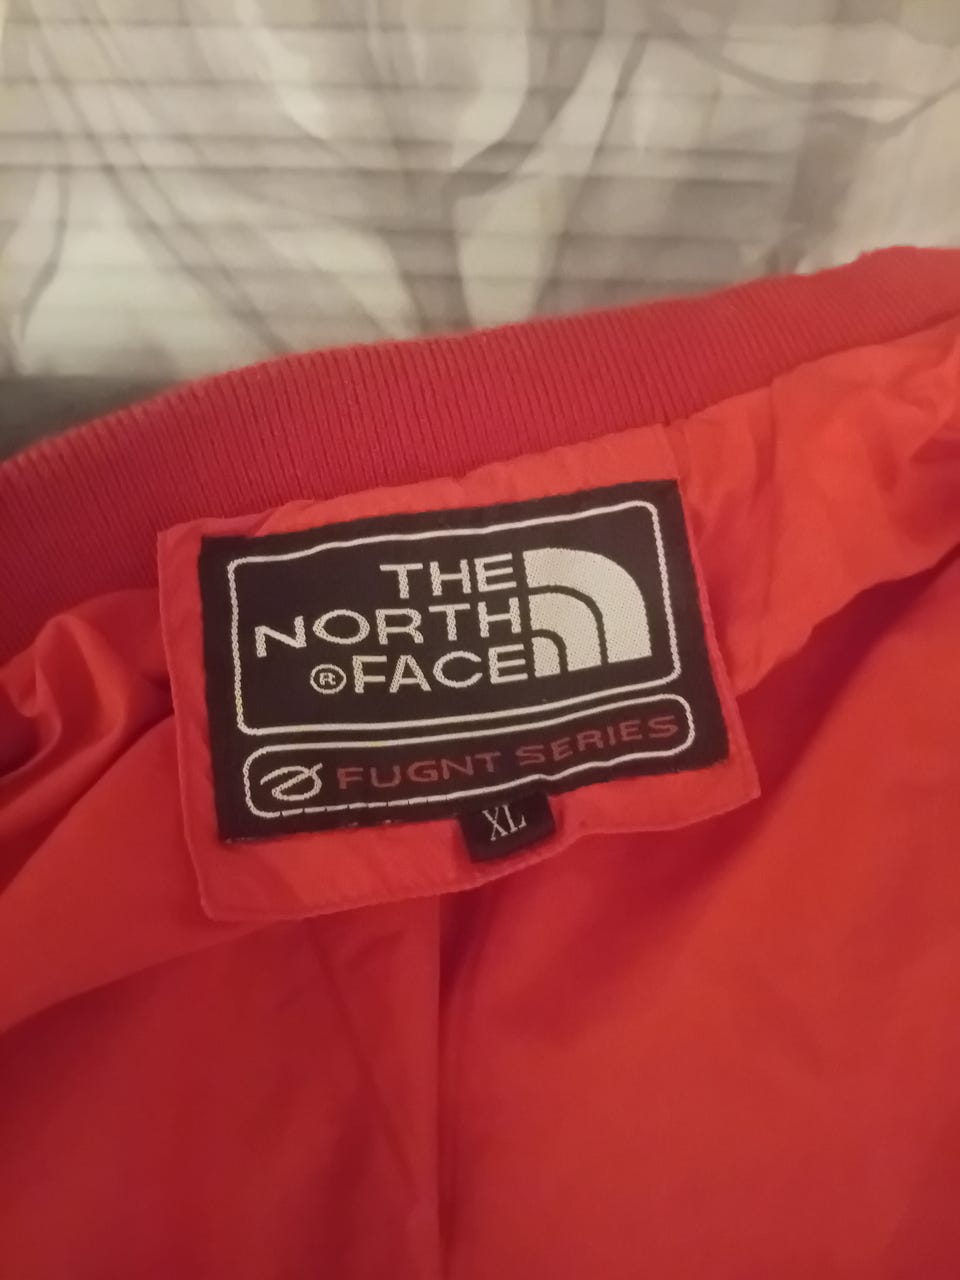 THE
NORTH
®FACE
FUGNT SERIES
XL